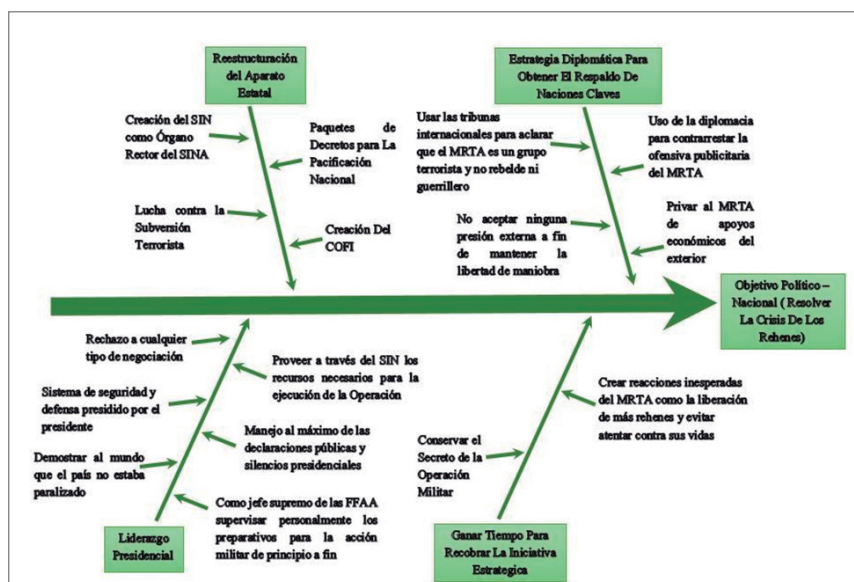 Reestructuración
del Aparato
Estatal
Creación del SIN
como Órgano
Rector del SINA
Paquetes de
Decretos para La
Pacificación
Nacional
Lucha contra la
Subversión
Terrorista
Creación Del
COFI
Estrategia Diplomática Para
Obtener El Respaldo De
Naciones Claves
Usar las tribunas
internacionales para aclarar
que el MRTA es un grupo
terrorista y no rebelde ni
guerrillero
Uso de la diplomacia
para contrarrestar la
ofensiva publicitaria
del MRTA
No aceptar ninguna
presión externa a fin
de mantener la
libertad de maniobra
Privar al MRTA
de apoyos
económicos del
exterior
Objetivo Político –
Nacional ( Resolver
La Crisis De Los
Rehenes)
Rechazo a cualquier
tipo de negociación
Proveer a través del SIN los
recursos necesarios para la
ejecución de la Operación
Sistema de seguridad y
defensa presidido por el
presidente
Manejo al máximo de las
declaraciones públicas y
silencios presidenciales
Demostrar al mundo
que el país no estaba
paralizado
Como jefe supremo de las FFAA
supervisar personalmente los
preparativos para la acción
militar de principio a fin
Liderazgo
Presidencial
Crear reacciones inesperadas
del MRTA como la liberación
de más rehenes y evitar
atentar contra sus vidas
Conservar el
Secreto de la
Operación
Militar
Ganar Tiempo Para
Recobrar La Iniciativa
Estrategica